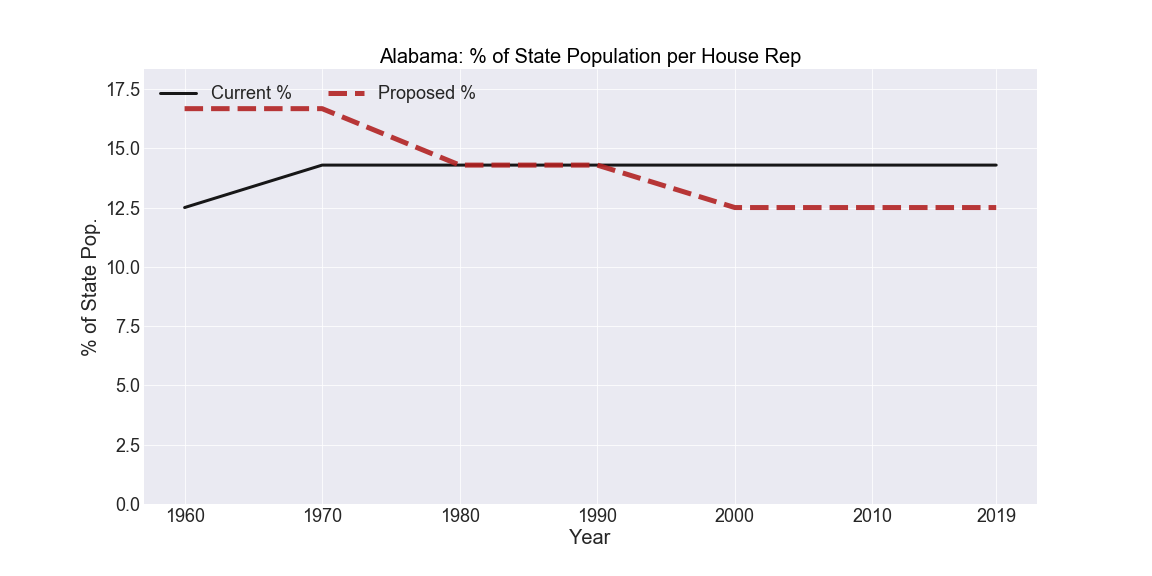 Alabama: % of State Population per House Rep
Current % Proposed %
17.5
15.0
12.5
10.0
7.5
5.0
2.5
0.0
% of State Pop.
1960 1970 1980 1990 2000 2010 2019
Year